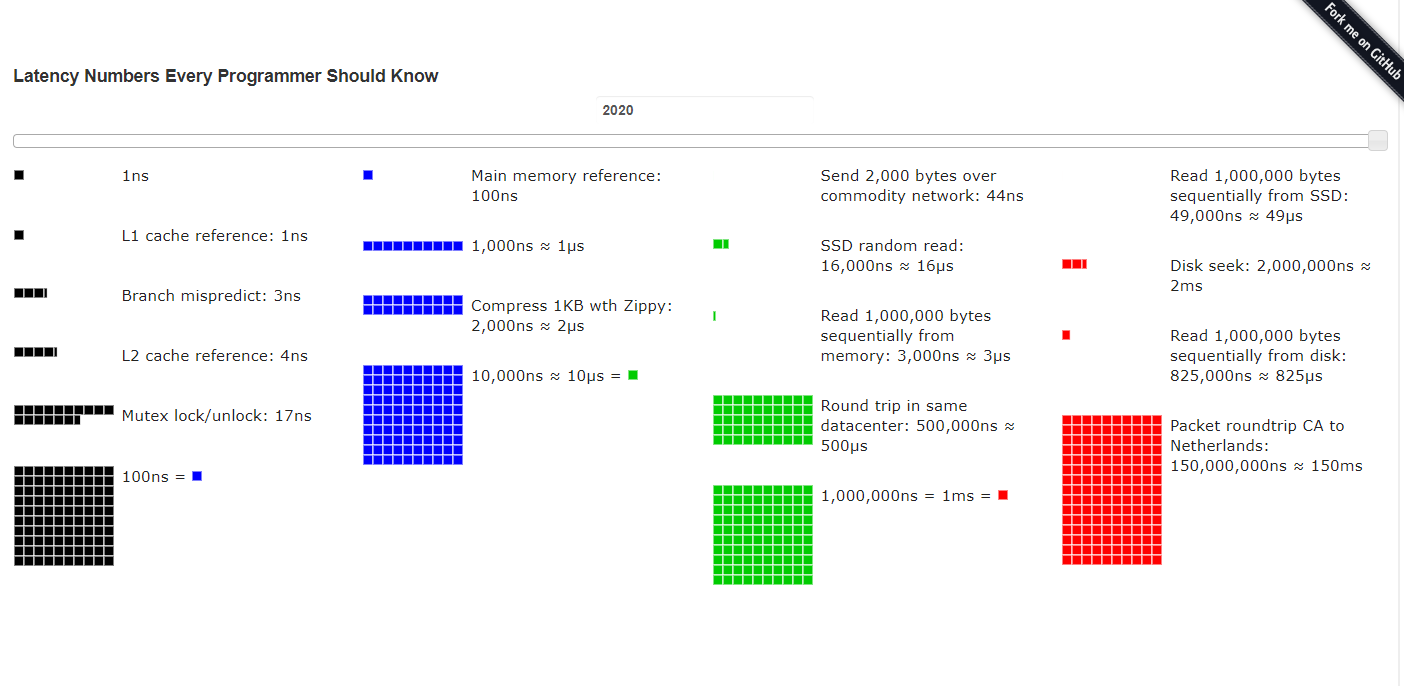 Fork me on GitHub
Latency Numbers Every Programmer Should Know
2020
1ns
L1 cache reference: 1ns
Branch mispredict: 3ns
L2 cache reference: 4ns
Mutex lock/unlock: 17ns
100ns =
Main memory reference:
100ns
1,000ns ≈ 1μs
Compress 1KB wth Zippy:
2,000ns ≈ 2μs
10,000ns ≈ 10μs =
Send 2,000 bytes over
commodity network: 44ns
SSD random read:
16,000ns ≈ 16μs
Read 1,000,000 bytes
sequentially from
memory: 3,000ns ≈ 3μs
Round trip in same
datacenter: 500,000ns ≈
500μs
1,000,000ns = 1ms =
Read 1,000,000 bytes
sequentially from SSD:
49,000ns ≈ 49μs
Disk seek: 2,000,000ns ≈
2ms
Read 1,000,000 bytes
sequentially from disk:
825,000ns ≈ 825μs
Packet roundtrip CA to
Netherlands:
150,000,000ns ≈ 150ms